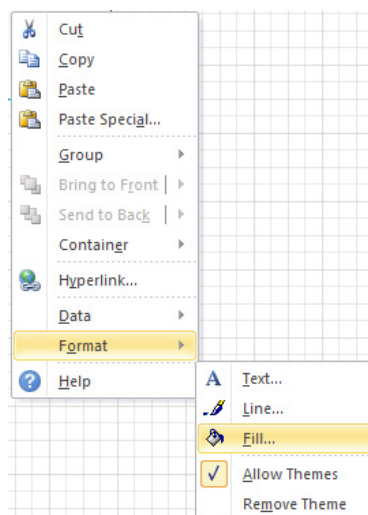 Cut
Copy
Paste
Paste Special...
Group
Bring to Front
Send to Back
Container
Hyperlink...
Data
Format
Help
A Text...
Line...
Fill...
Allow Themes
Remove Theme